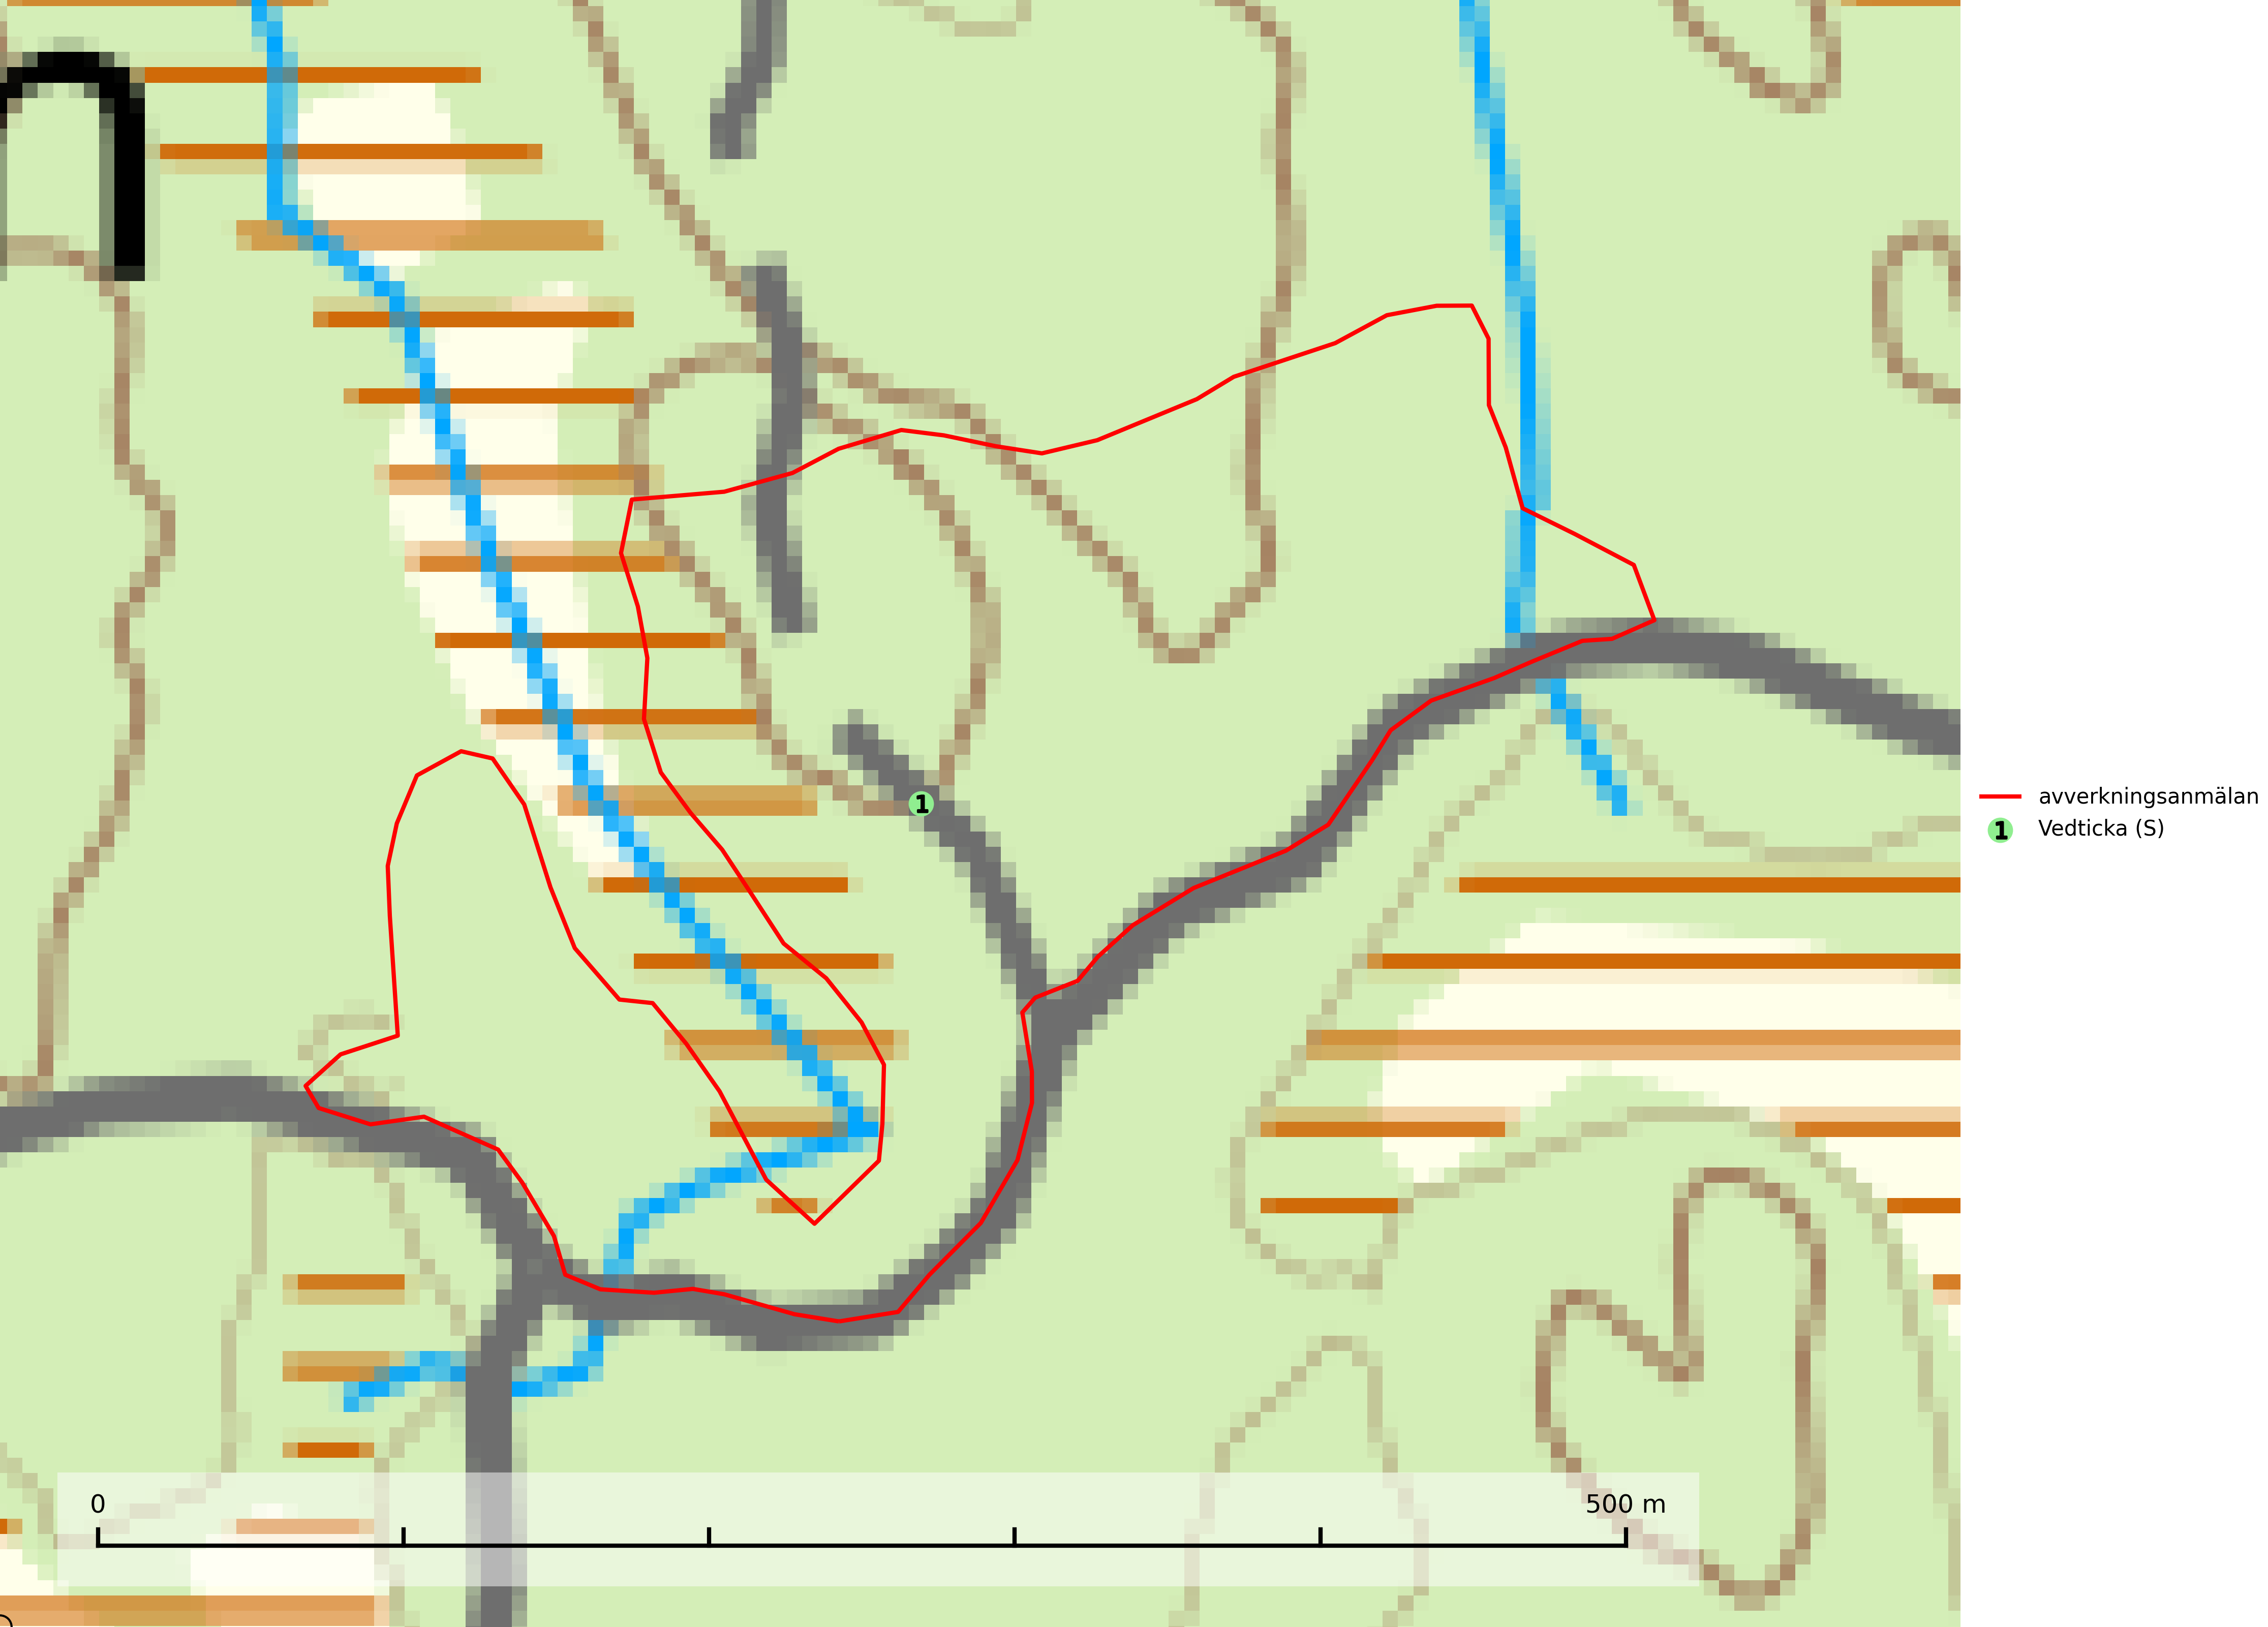 1
avverkningsanmälan
1 Vedticka (S)
0 500 m